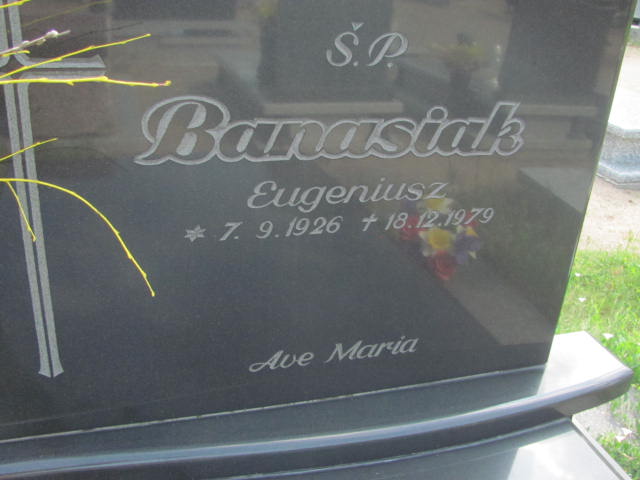 Š.P
Banasiak
Eugeniusz
* 7. 9.1926 † 18.12.1979
Ave Maria